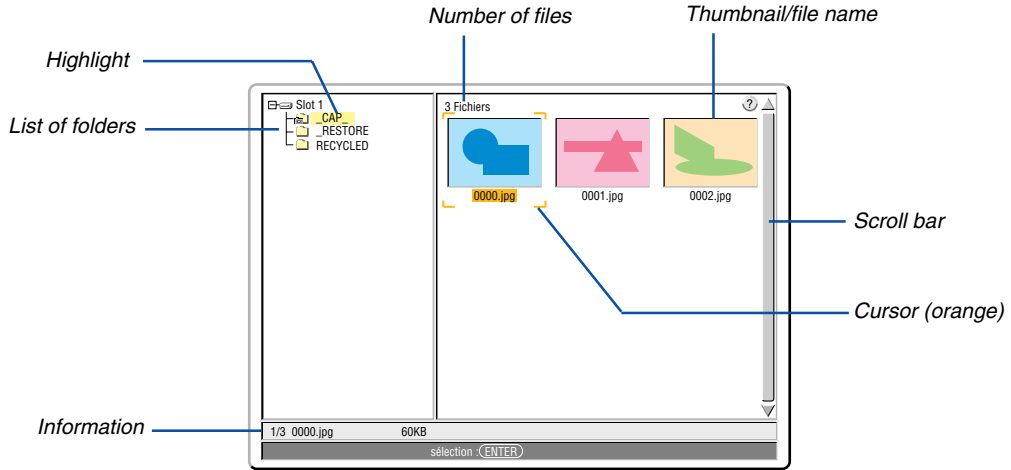 Number of files
Thumbnail/file name
Highlight
List of folders
Slot 1
_CAP_
_RESTORE
RECYCLED
3 Fichiers
?
0000.jpg
0001.jpg
0002.jpg
Scroll bar
Cursor (orange)
Information
1/3 0000.jpg 60KB
sélection :ENTER